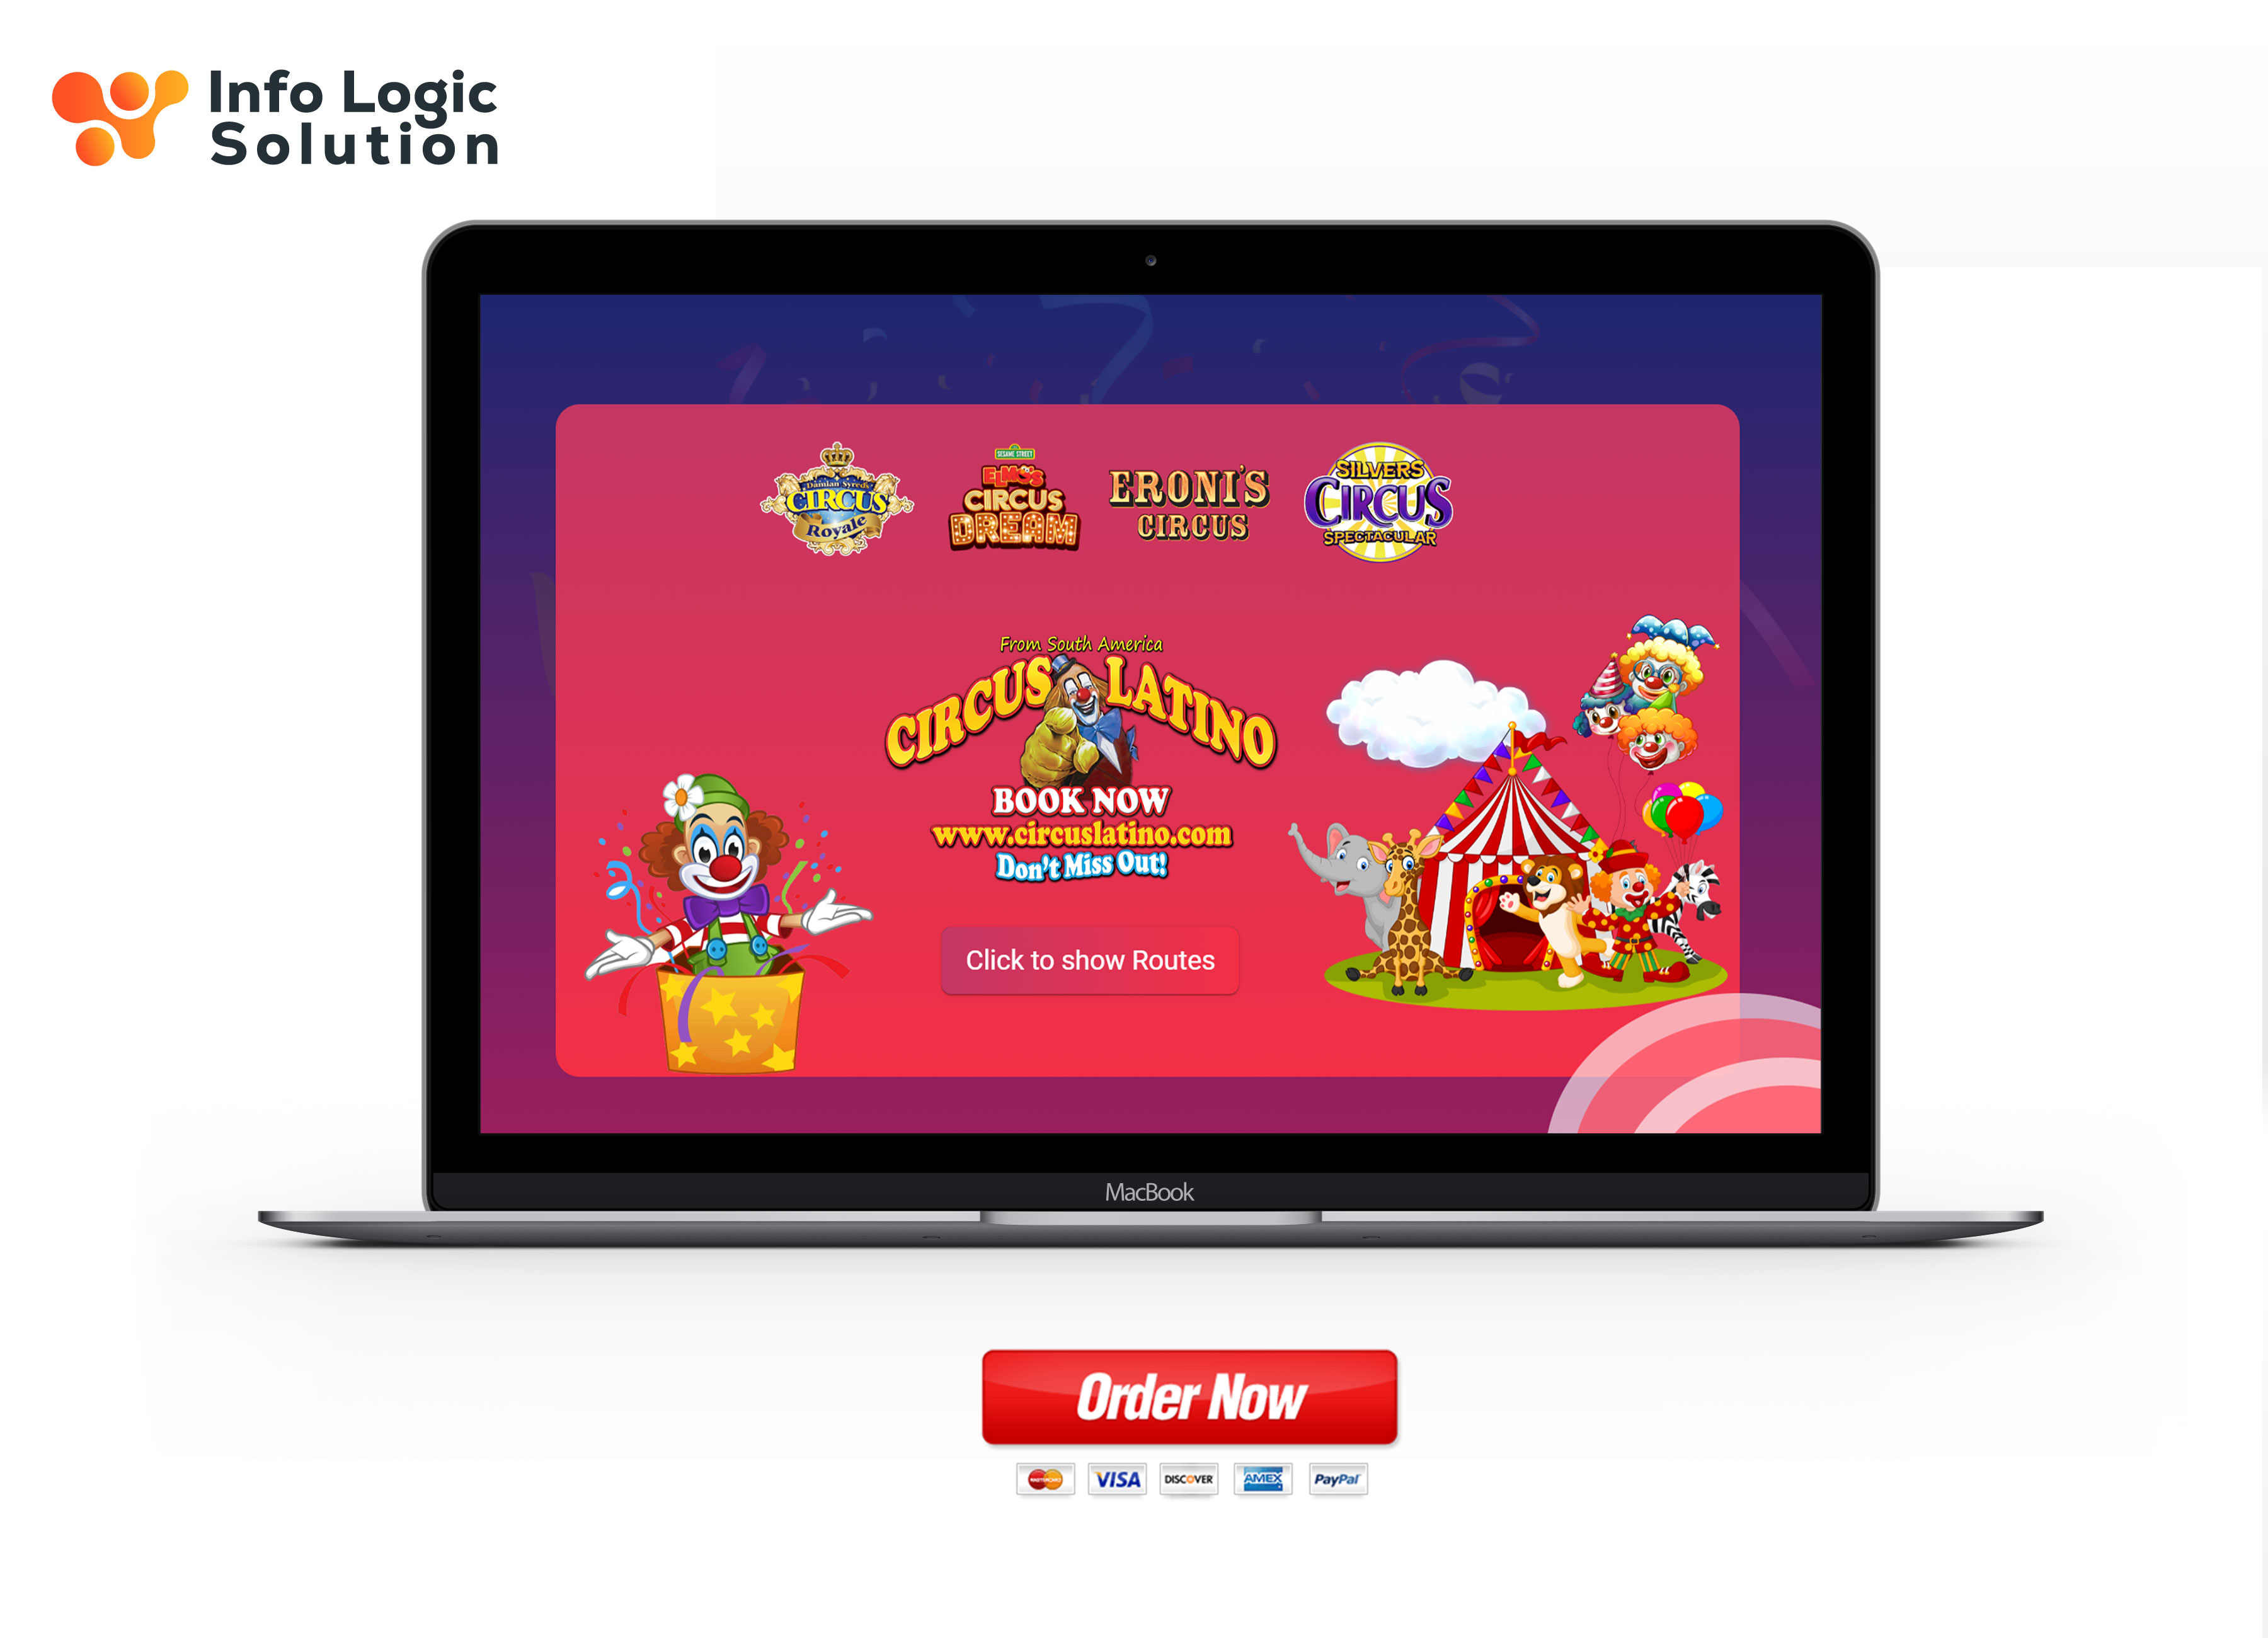 Info Logic
Solution
Damian Syred's
CIRCUS
Royale
SESAME STREET
ELMO'S
CIRCUS
DREAM
ERONI'S
CIRCUS
SILVERS
CIRCUS
SPECTACULAR
From South America
CIRCUS LATINO
BOOK NOW
www.circuslatino.com
Don't Miss Out!
Click to show Routes
MacBook
Order Now
MASTERCARD
VISA
DISCOVER
AMEX
PayPal